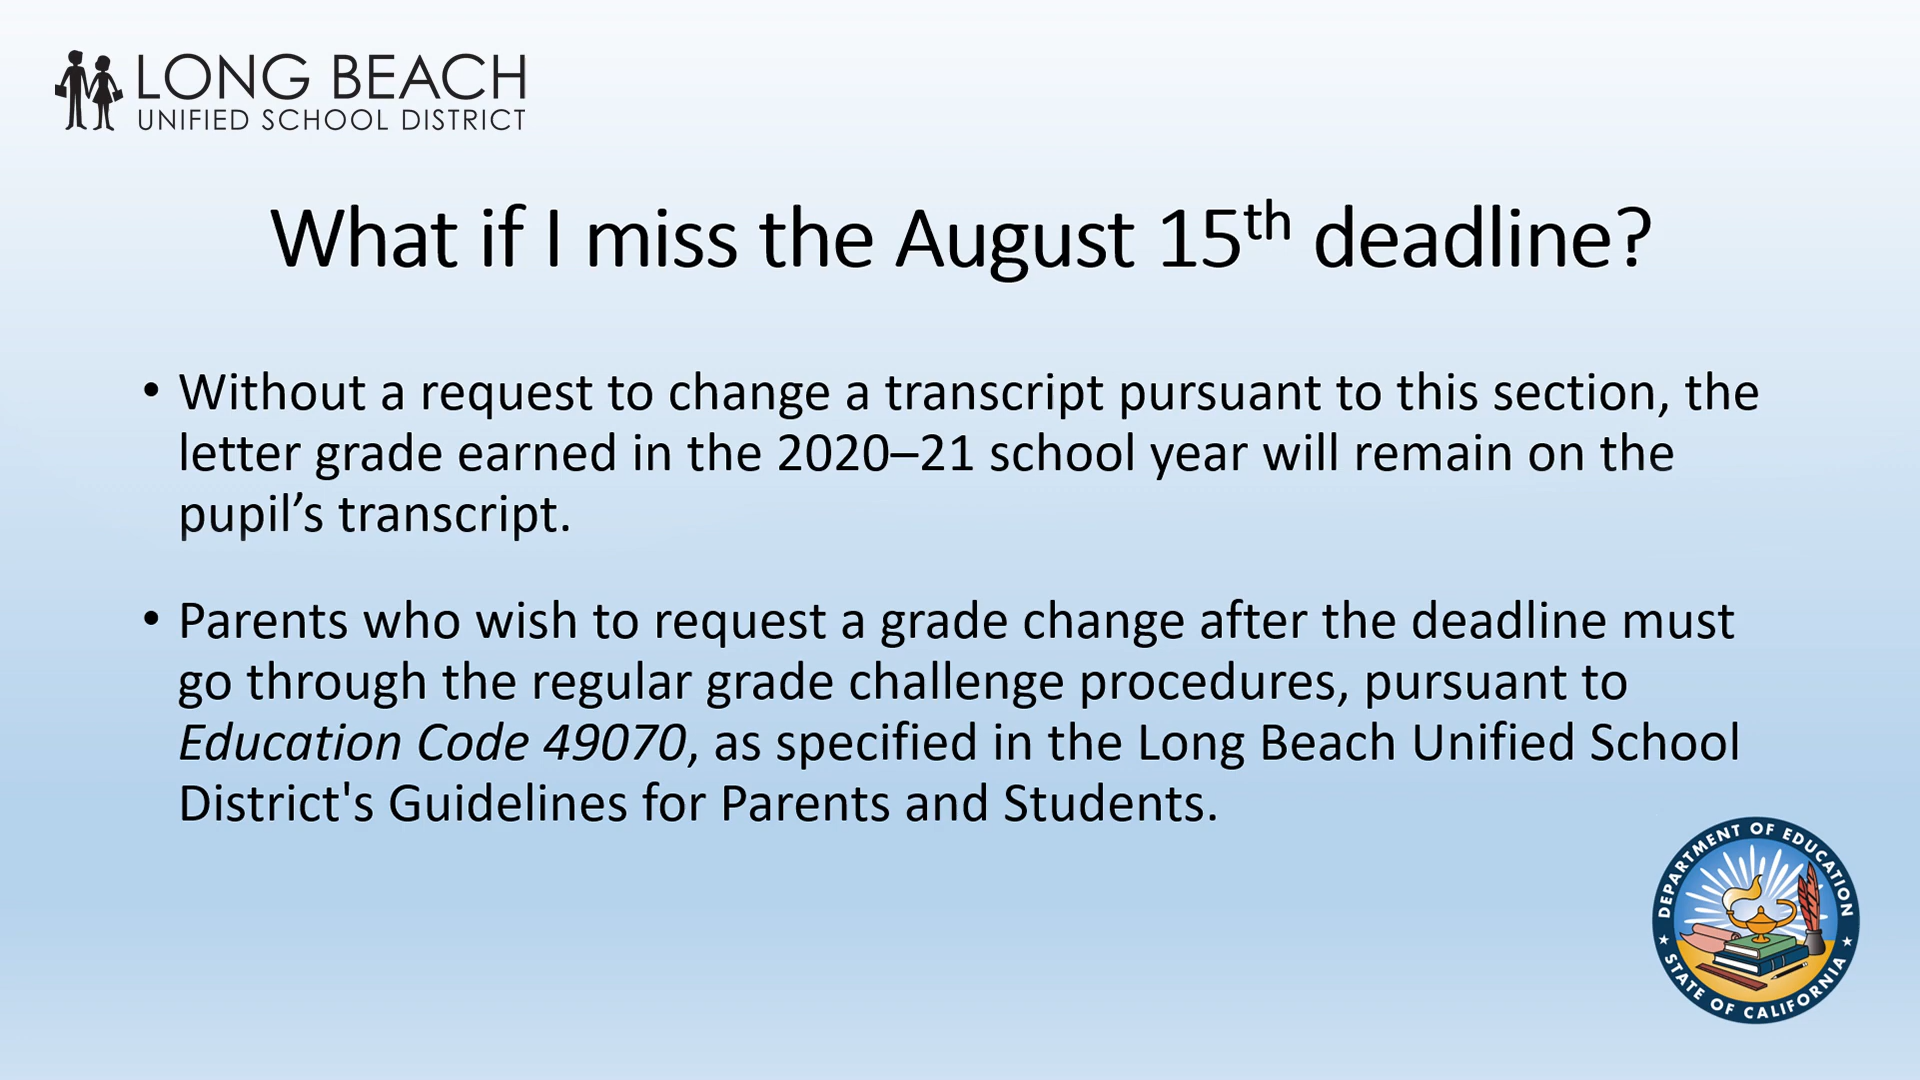 LONG BEACH
UNIFIED SCHOOL DISTRICT
What if I miss the August 15th deadline?
• Without a request to change a transcript pursuant to this section, the
letter grade earned in the 2020–21 school year will remain on the
pupil’s transcript.
• Parents who wish to request a grade change after the deadline must
go through the regular grade challenge procedures, pursuant to
Education Code 49070, as specified in the Long Beach Unified School
District's Guidelines for Parents and Students.
DEPARTMENT OF EDUCATION
STATE OF CALIFORNIA